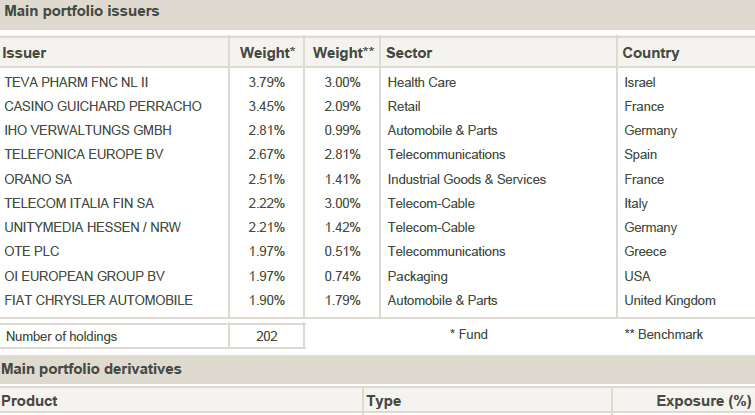 Main portfolio issuers
Issuer Weight* Weight** Sector Country
TEVA PHARM FNC NL II 3.79% 3.00% Health Care Israel
CASINO GUICHARD PERRACHO 3.45% 2.09% Retail France
IHO VERWALTUNGS GMBH 2.81% 0.99% Automobile & Parts Germany
TELEFONICA EUROPE BV 2.67% 2.81% Telecommunications Spain
ORANO SA 2.51% 1.41% Industrial Goods & Services France
TELECOM ITALIA FIN SA 2.22% 3.00% Telecom-Cable Italy
UNITYMEDIA HESSEN / NRW 2.21% 1.42% Telecom-Cable Germany
OTE PLC 1.97% 0.51% Telecommunications Greece
OI EUROPEAN GROUP BV 1.97% 0.74% Packaging USA
FIAT CHRYSLER AUTOMOBILE 1.90% 1.79% Automobile & Parts United Kingdom
Number of holdings 202 * Fund ** Benchmark
Main portfolio derivatives
Product Type Exposure (%)